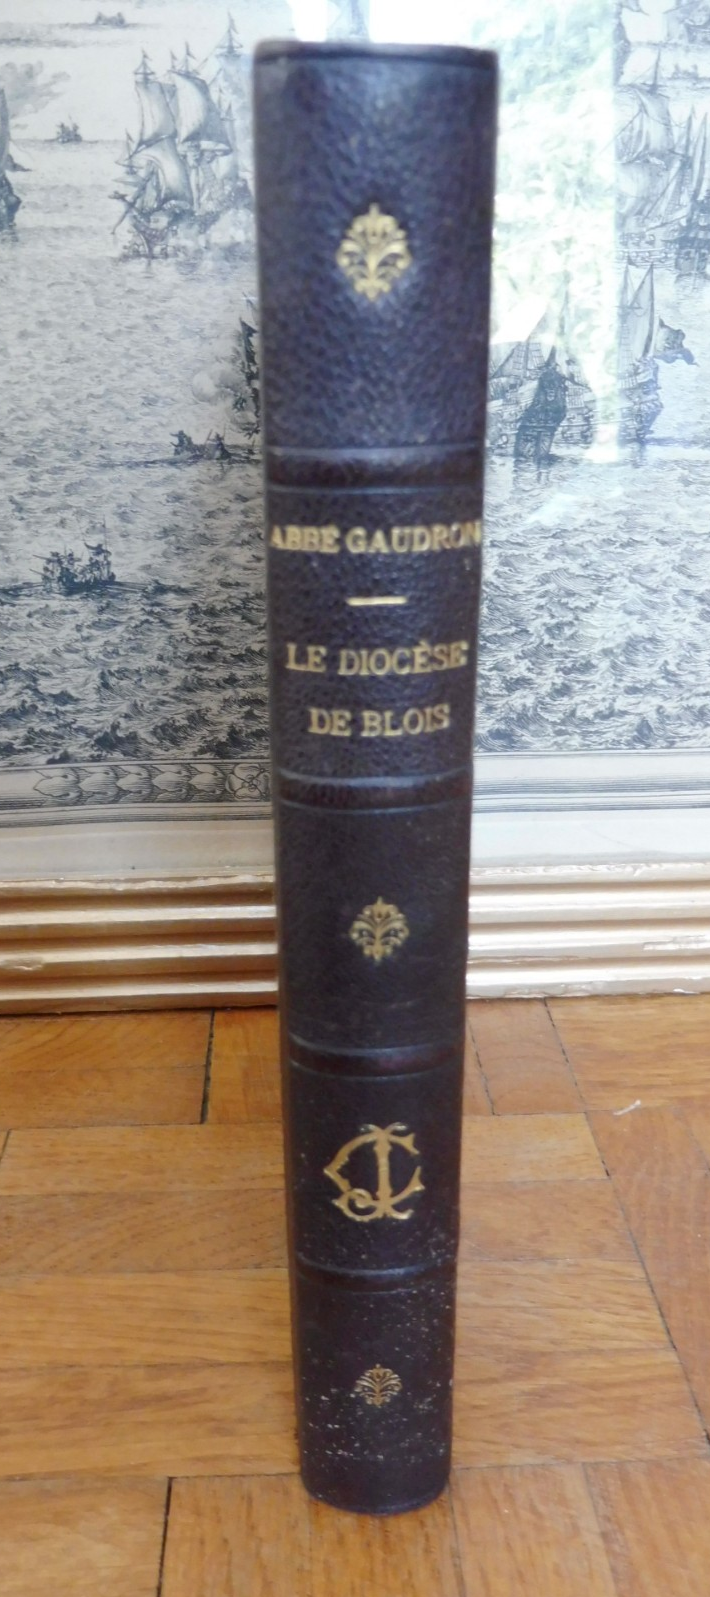 ABBÉ GAUDRON
LE DIOCÈSE
DE BLOIS